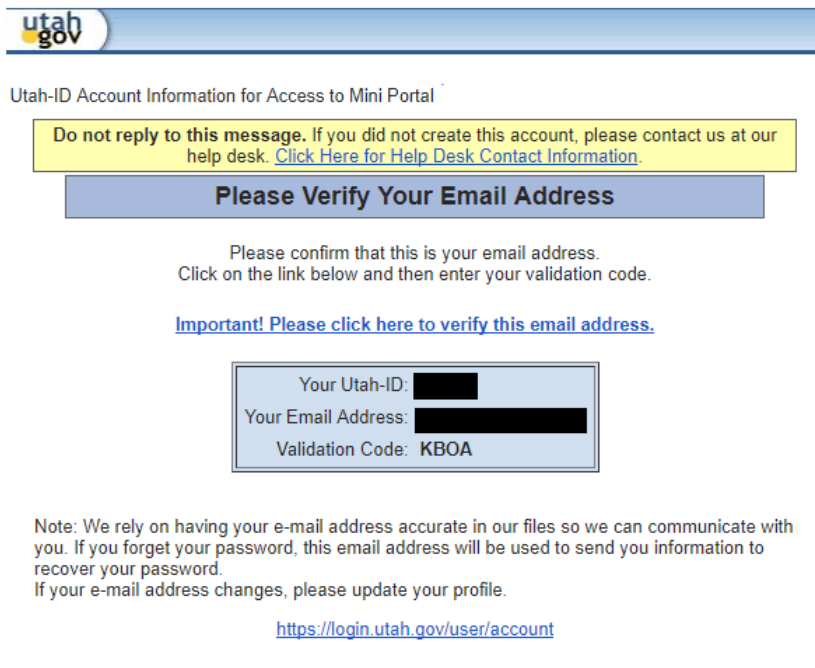 utah
gov
Utah-ID Account Information for Access to Mini Portal
Do not reply to this message. If you did not create this account, please contact us at our
help desk. Click Here for Help Desk Contact Information.
Please Verify Your Email Address
Please confirm that this is your email address.
Click on the link below and then enter your validation code.
Important! Please click here to verify this email address.
Your Utah-ID:
Your Email Address:
Validation Code: KBOA
Note: We rely on having your e-mail address accurate in our files so we can communicate with
you. If you forget your password, this email address will be used to send you information to
recover your password.
If your e-mail address changes, please update your profile.
https://login.utah.gov/user/account